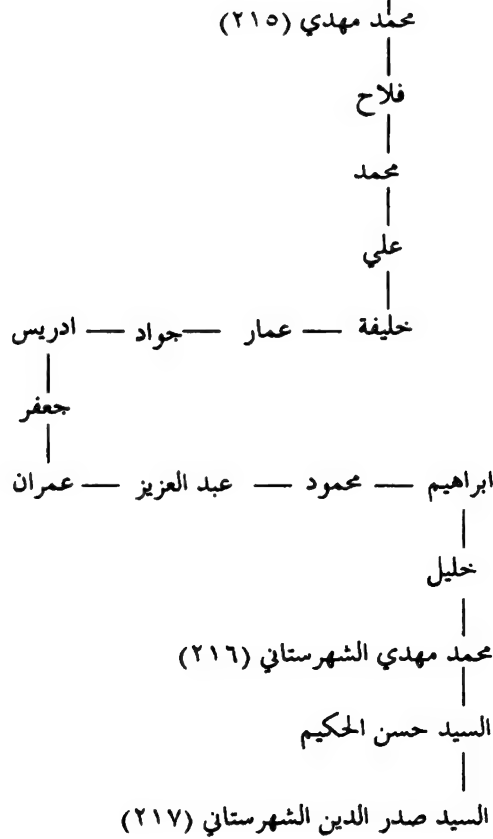 محمد مهدي (٢١٥)
فلاح
محمد
علي
خليفة — عمار — جواد — ادريس
جعفر
ابراهيم — محمود — عبد العزيز — عمران
خليل
محمد مهدي الشهرستاني (٢١٦)
السيد حسن الحكيم
السيد صدر الدين الشهرستاني (٢١٧)